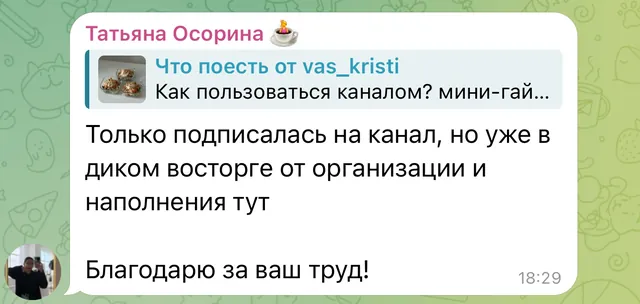 Татьяна Осорина
Что поесть от vas_kristi
Как пользоваться каналом? мини-гай...
Только подписалась на канал, но уже в
диком восторге от организации и
наполнения тут
Благодарю за ваш труд!
18:29